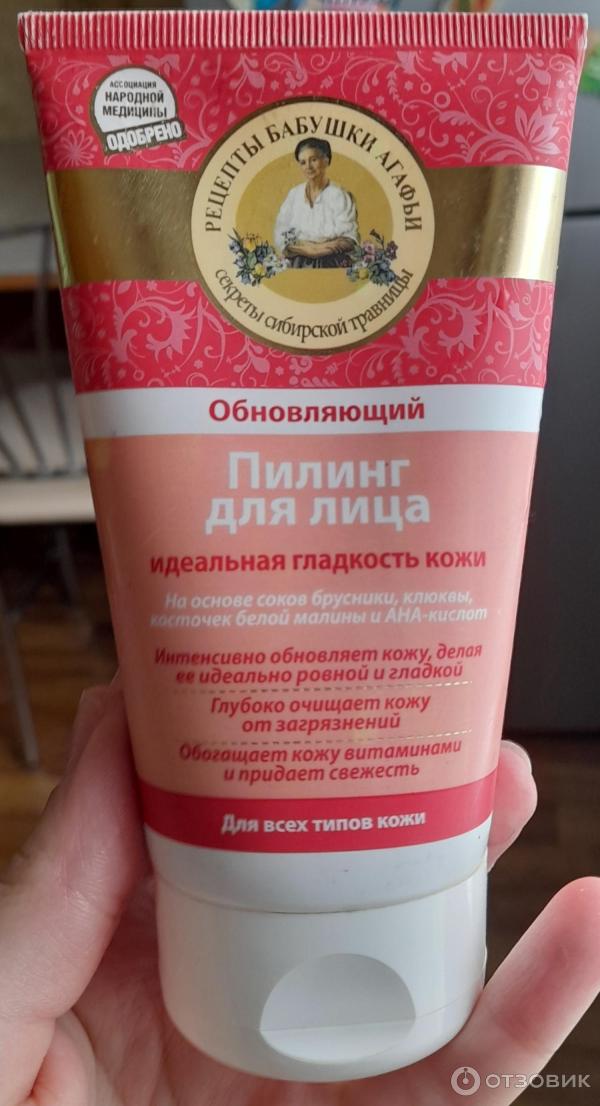 АССОЦИАЦИЯ
НАРОДНОЙ
МЕДИЦИНЫ
ОДОБРЕНО
РЕЦЕПТЫ БАБУШКИ АГАФЬИ
секреты сибирской травницы
Обновляющий
Пилинг
для лица
идеальная гладкость кожи
На основе соков брусники, клюквы,
косточек белой малины и АНА-кислот
Интенсивно обновляет кожу, делая
ее идеально ровной и гладкой
Глубоко очищает кожу
от загрязнений
Обогащает кожу витаминами
и придает свежесть
Для всех типов кожи
ОТЗОВИК